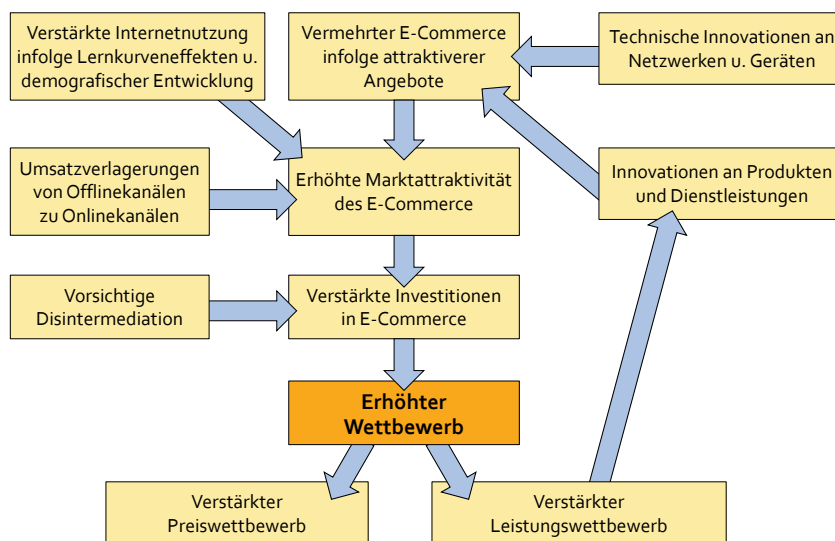 Verstärkte Internetnutzung
infolge Lernkurveneffekten u.
demografischer Entwicklung
Vermehrter E-Commerce
infolge attraktiverer
Angebote
Technische Innovationen an
Netzwerken u. Geräten
Umsatzverlagerungen
von Offlinekanälen
zu Onlinekanälen
Erhöhte Marktattraktivität
des E-Commerce
Innovationen an Produkten
und Dienstleistungen
Vorsichtige
Disintermediation
Verstärkte Investitionen
in E-Commerce
Erhöhter
Wettbewerb
Verstärkter
Preiswettbewerb
Verstärkter
Leistungswettbewerb